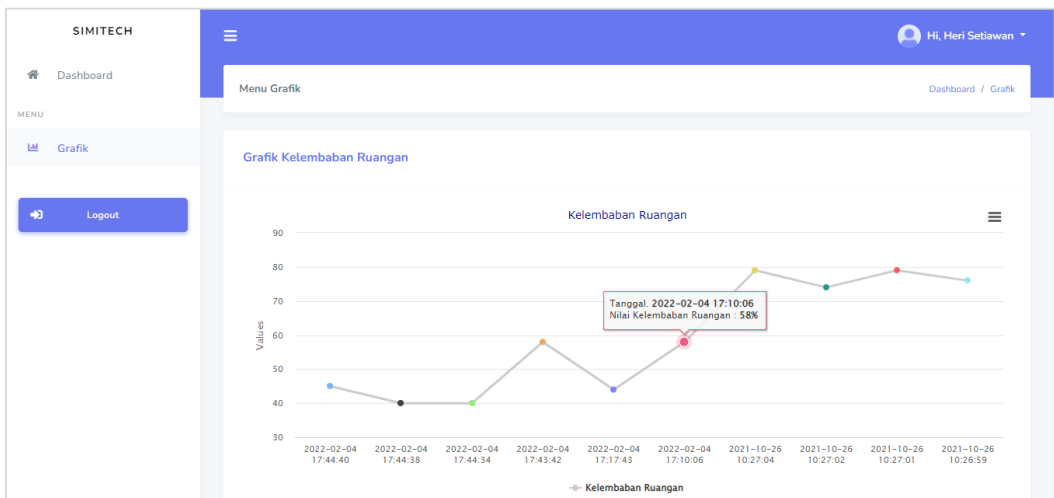 SIMITECH
Hi, Heri Setiawan
Dashboard
MENU
Grafik
Logout
Menu Grafik
Dashboard / Grafik
Grafik Kelembaban Ruangan
Kelembaban Ruangan
Values
90
80
70
60
50
40
30
Tanggal. 2022-02-04 17:10:06
Nilai Kelembaban Ruangan : 58%
2022-02-04
17:44:40
2022-02-04
17:44:38
2022-02-04
17:44:34
2022-02-04
17:43:42
2022-02-04
17:17:43
2022-02-04
17:10:06
2021-10-26
10:27:04
2021-10-26
10:27:02
2021-10-26
10:27:01
2021-10-26
10:26:59
Kelembaban Ruangan